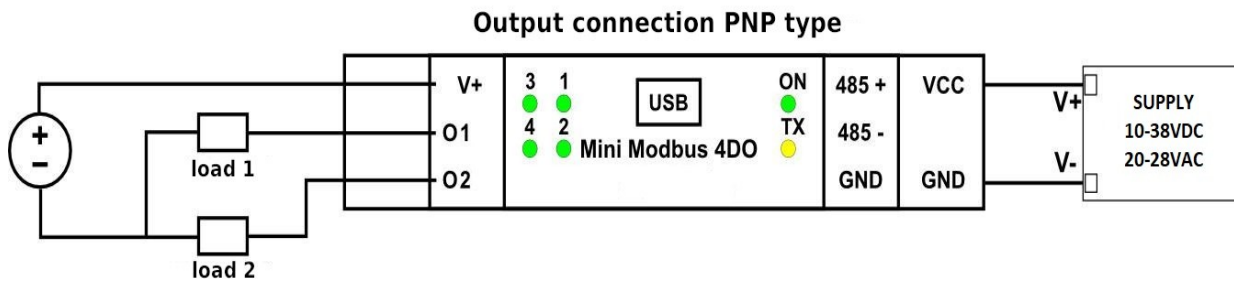 Output connection PNP type
V+
O1
O2
+
−
load 1
load 2
3 1
4 2
USB
ON
TX
Mini Modbus 4DO
485 +
485 -
GND
VCC
GND
V+
V-
SUPPLY
10-38VDC
20-28VAC